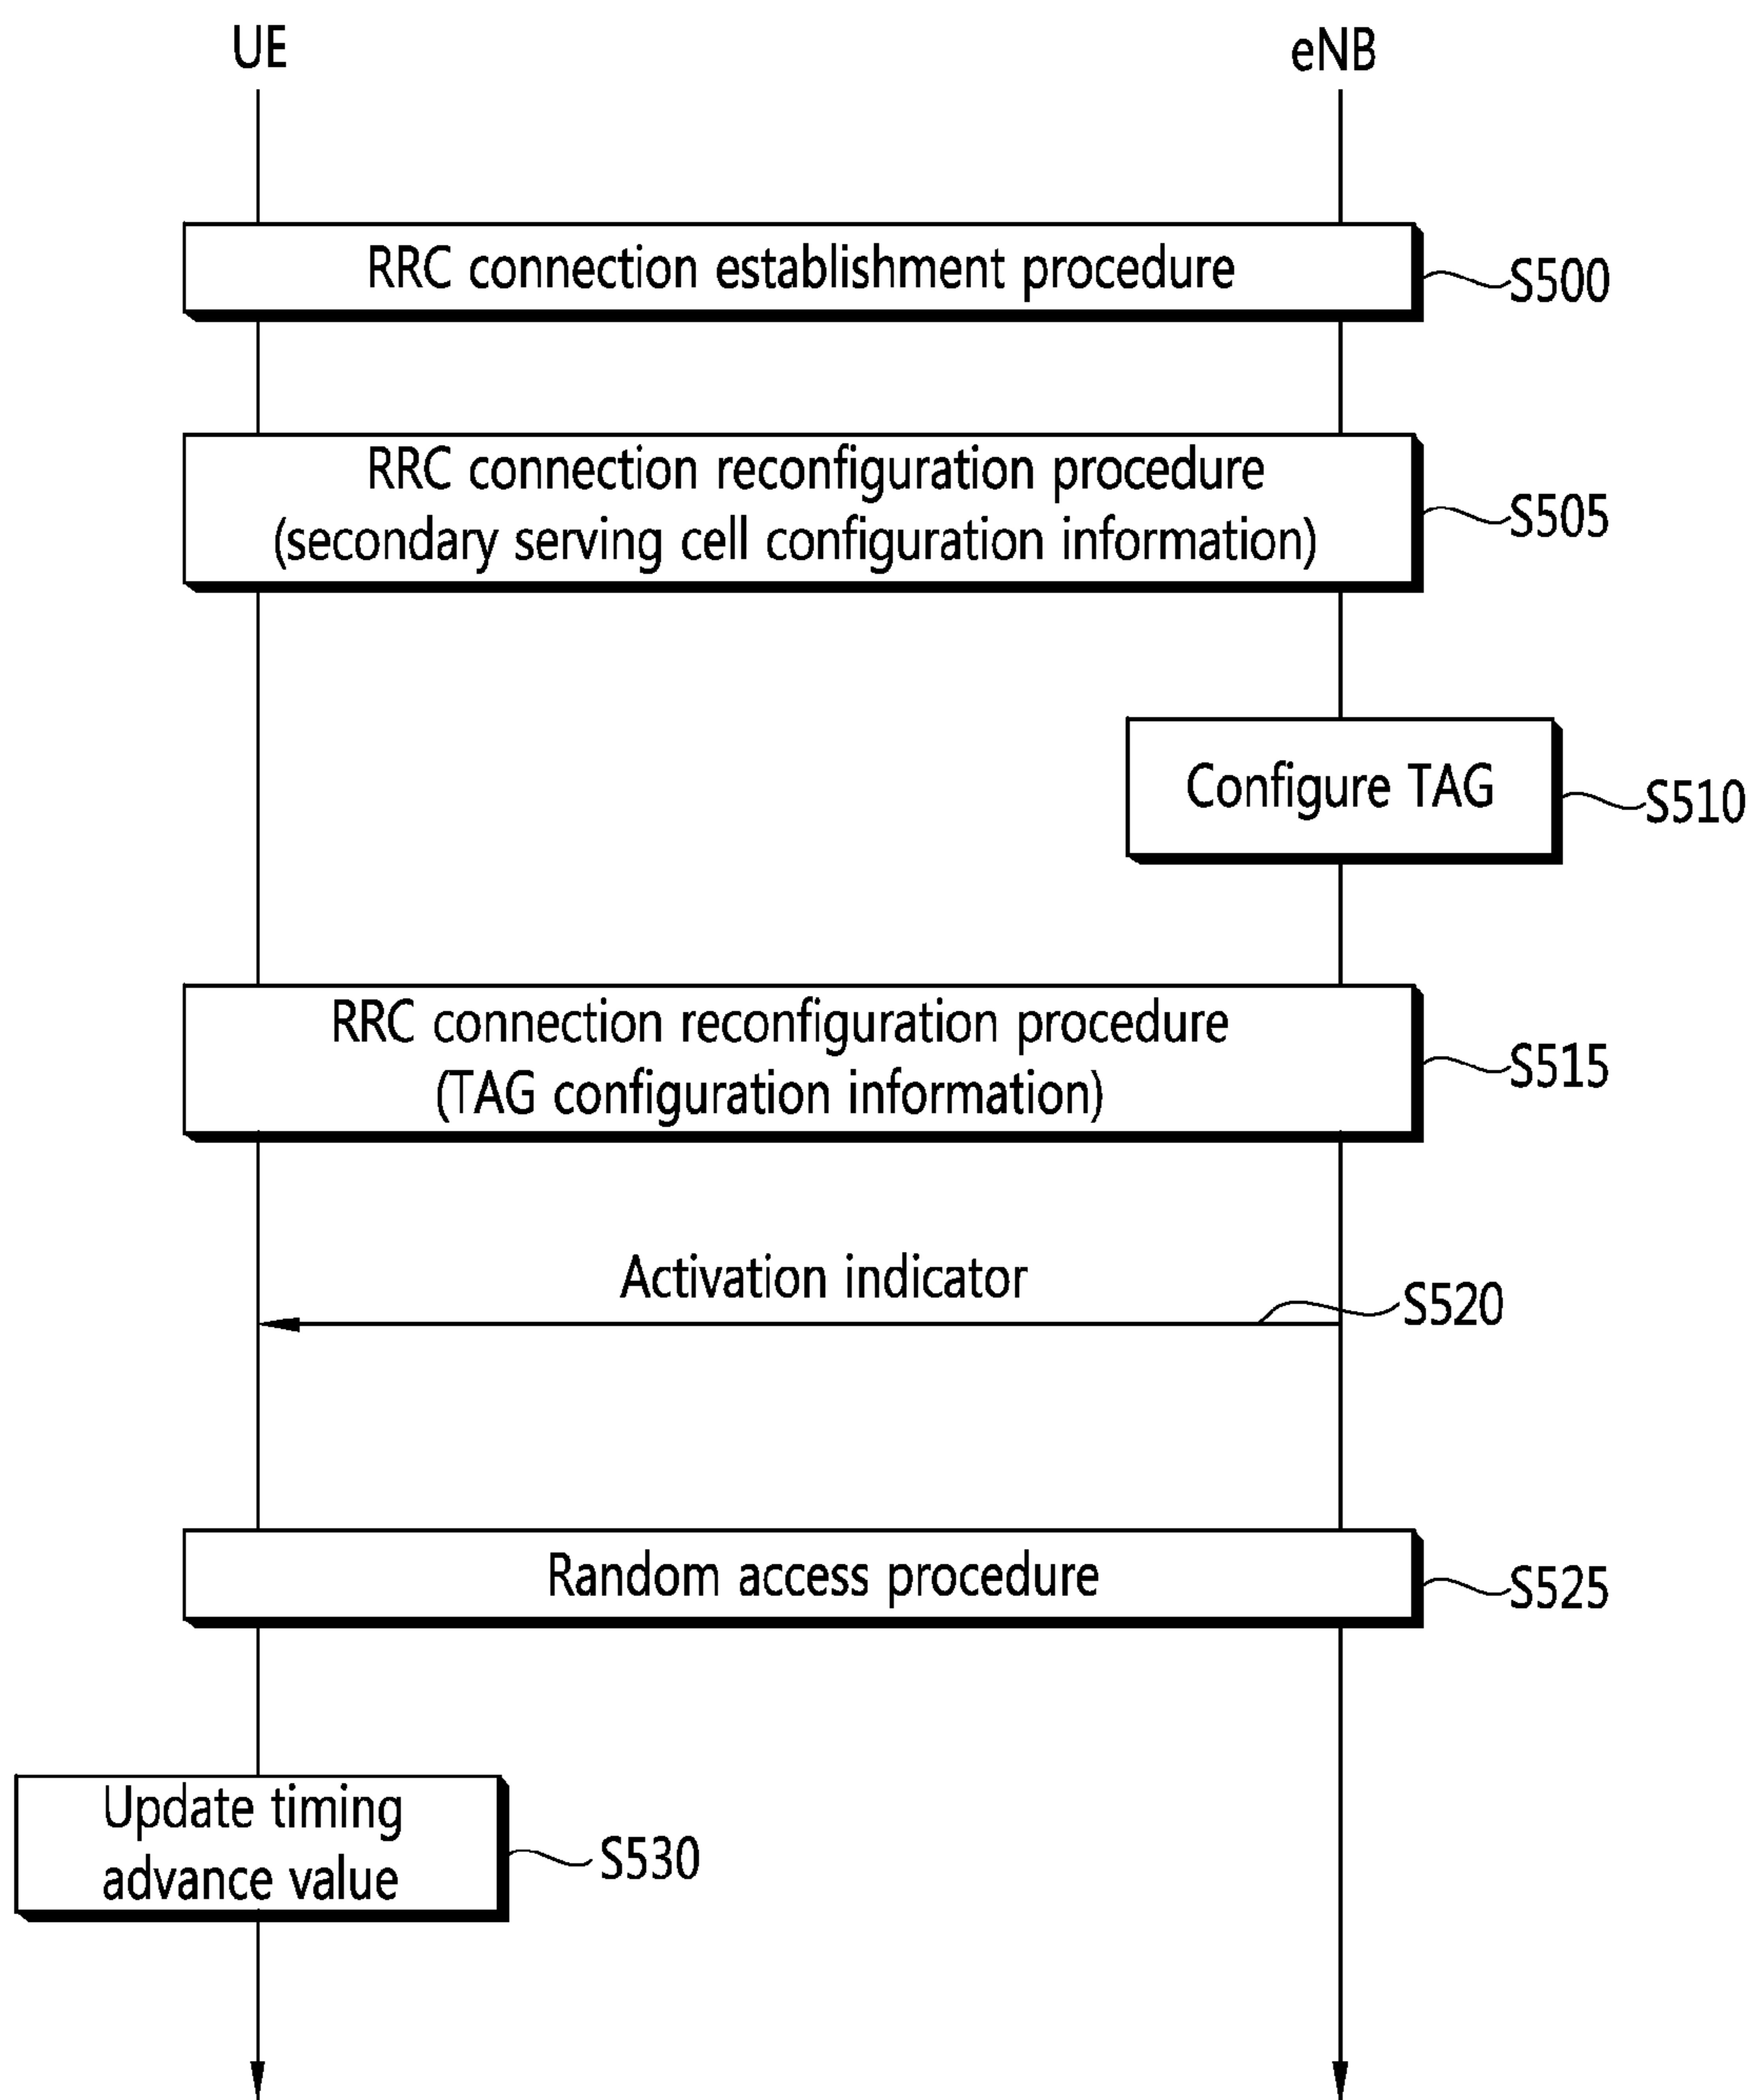 UE
eNB
RRC connection establishment procedure
S500
RRC connection reconfiguration procedure
(secondary serving cell configuration information)
S505
Configure TAG
S510
RRC connection reconfiguration procedure
(TAG configuration information)
S515
Activation indicator
S520
Random access procedure
S525
Update timing
advance value
S530